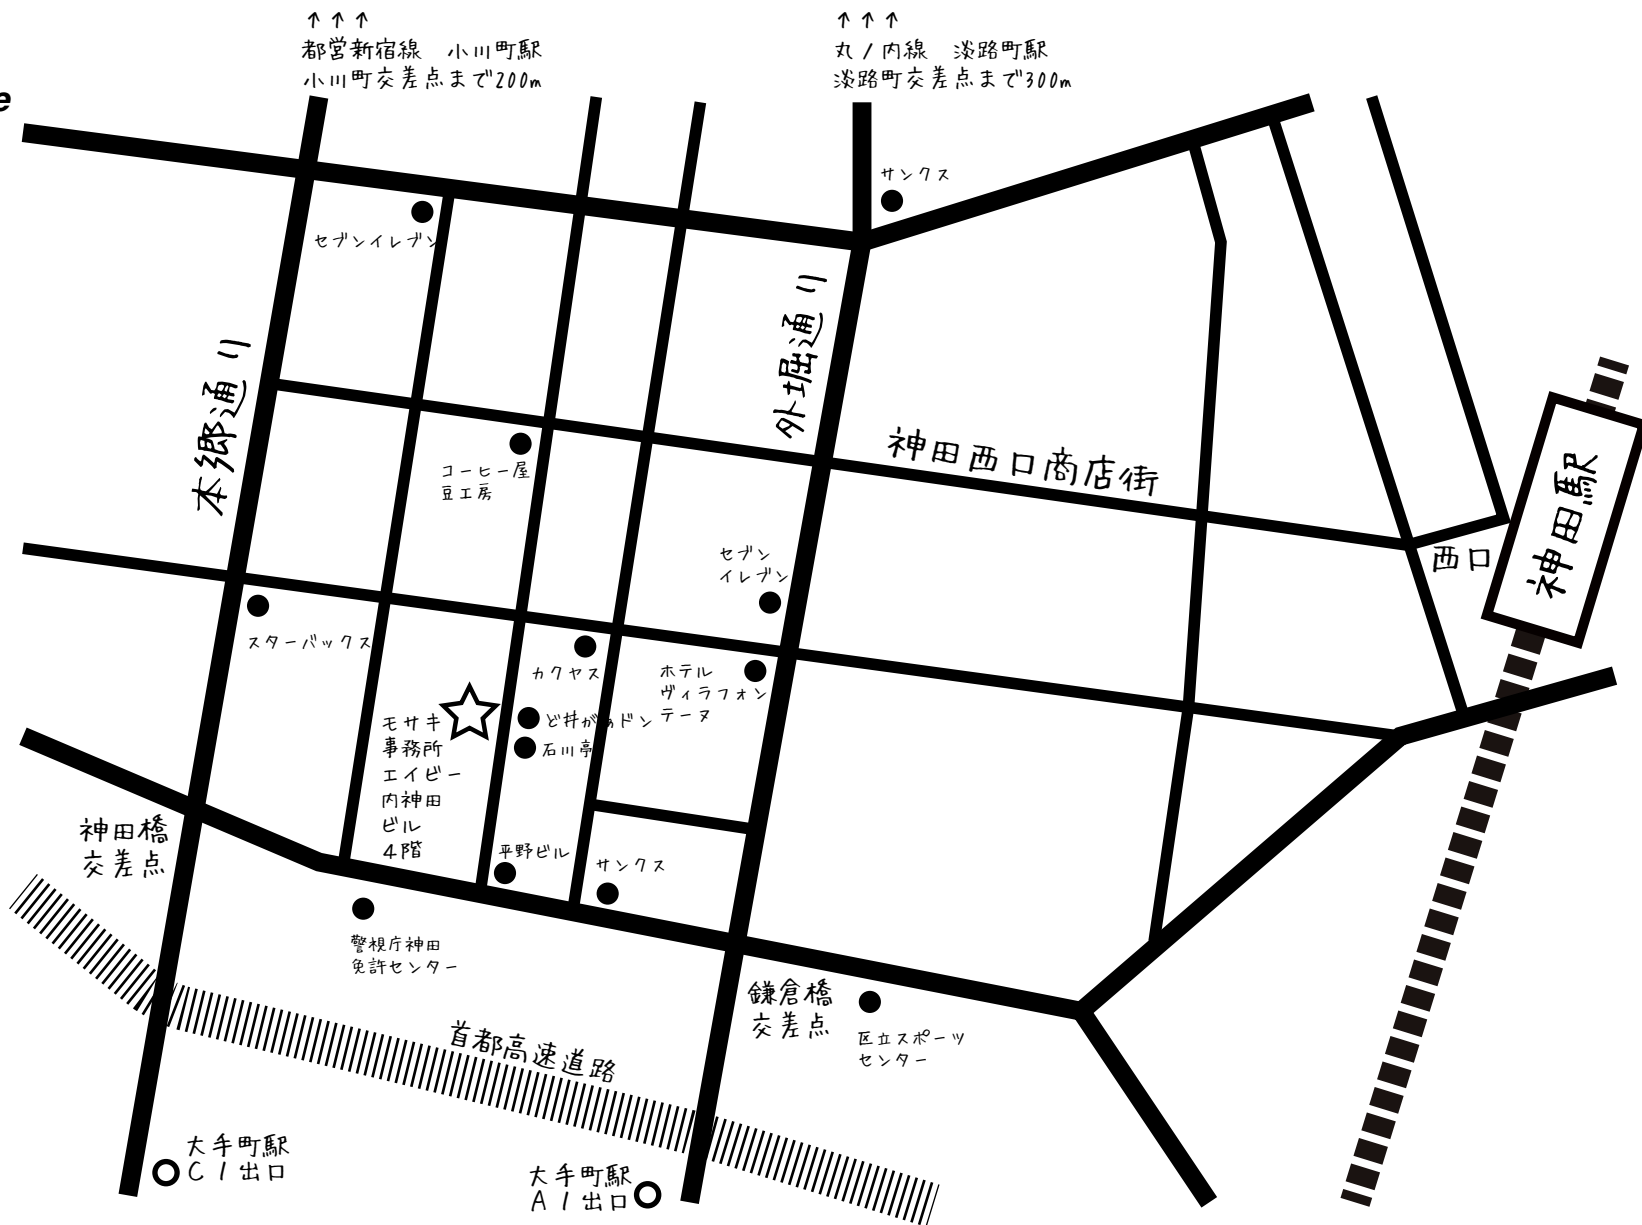 ↑↑↑
都営新宿線　小川町駅
小川町交差点まで200m
↑↑↑
丸ノ内線　淡路町駅
淡路町交差点まで300m
e
サンクス
セブンイレブン
外堀通り
本郷通り
神田西口商店街
コーヒー屋
豆工房
神田駅
西口
セブン
イレブン
スターバックス
カクヤス
ホテル
ヴィラフォン
テーヌ
ど丼がぁドン
石川亭
モサキ
事務所
エイビー
内神田
ビル
4階
神田橋
交差点
平野ビル
サンクス
警視庁神田
免許センター
鎌倉橋
交差点
区立スポーツ
センター
首都高速道路
大手町駅
C1出口
大手町駅
A1出口